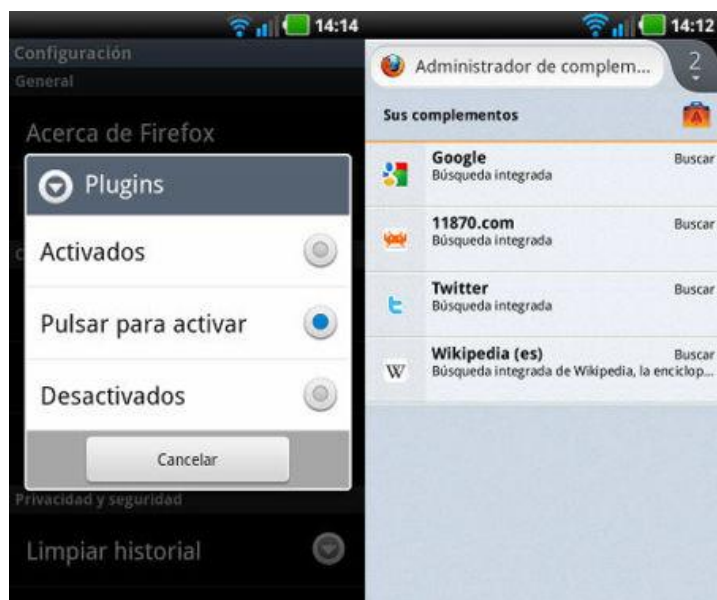 14:14
Configuración
General
Acerca de Firefox
Plugins
Activados
Pulsar para activar
Desactivados
Cancelar
Privacidad y seguridad
Limpiar historial
14:12
Administrador de complem...
2
Sus complementos
Google
Buscar
Búsqueda integrada
11870.com
Buscar
Búsqueda integrada
Twitter
Buscar
Búsqueda integrada
Wikipedia (es)
Buscar
Búsqueda integrada de Wikipedia, la enciclop...
W